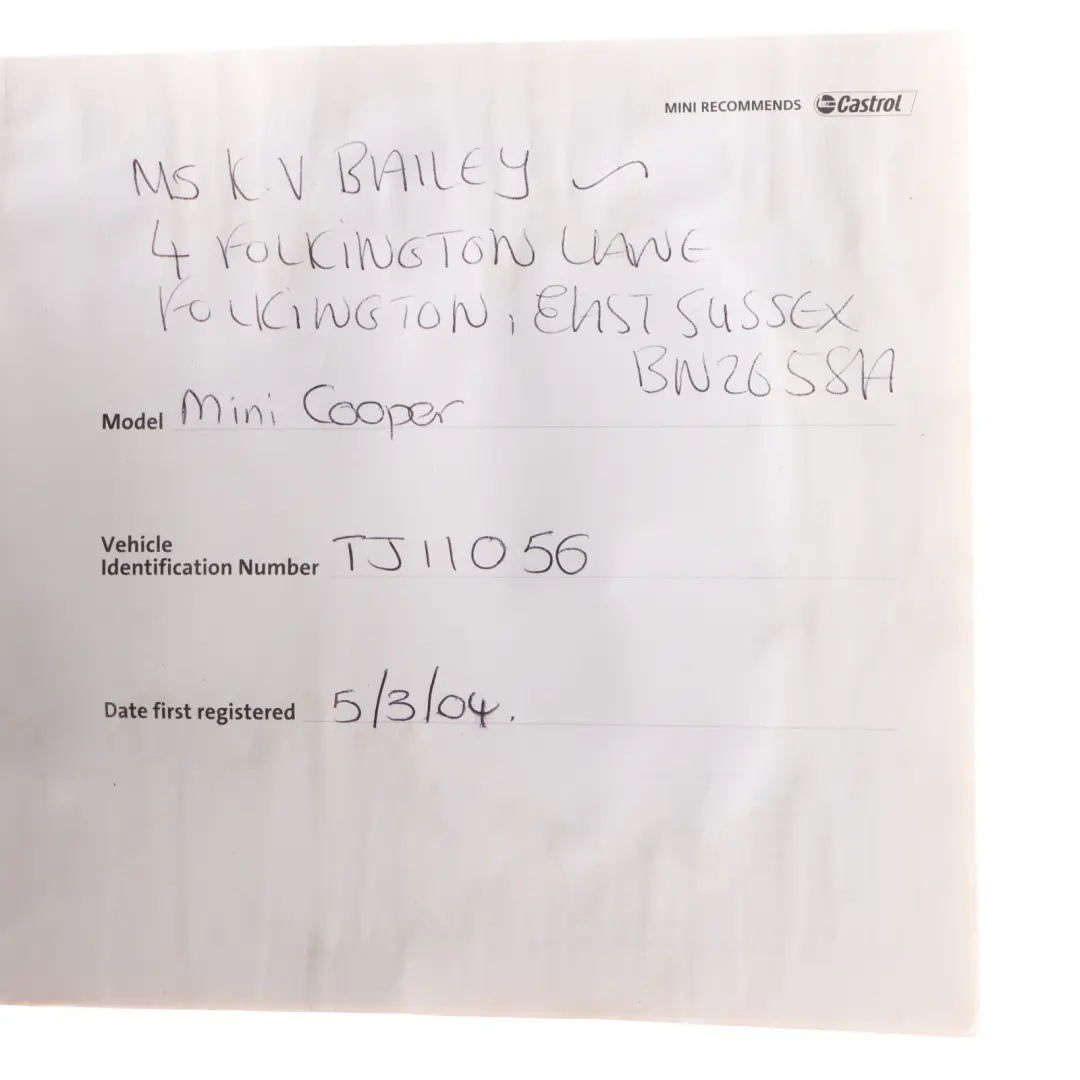 MINI RECOMMENDS Castrol
MS K.V BAILEY
4 FOLKINGTON LANE
FOLKINGTON, EAST SUSSEX
BN26 5SA
Model Mini Cooper
Vehicle
Identification Number TJ11056
Date first registered 5/3/04.